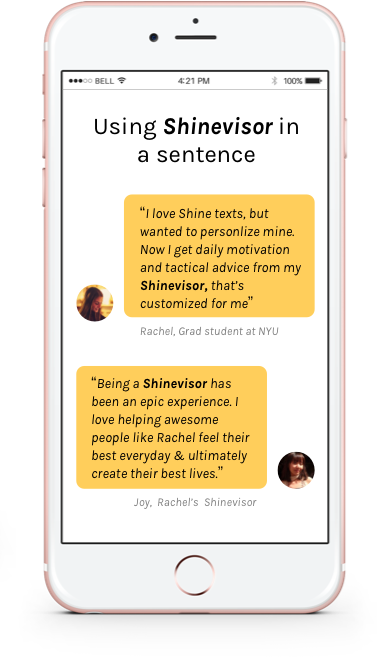 BELL 4:21 PM 100%
Using Shinevisor in
a sentence
“I love Shine texts, but
wanted to personlize mine.
Now I get daily motivation
and tactical advice from my
Shinevisor, that's
customized for me”
Rachel, Grad student at NYU
“Being a Shinevisor has
been an epic experience. I
love helping awesome
people like Rachel feel their
best everyday & ultimately
create their best lives.”
Joy, Rachel's Shinevisor